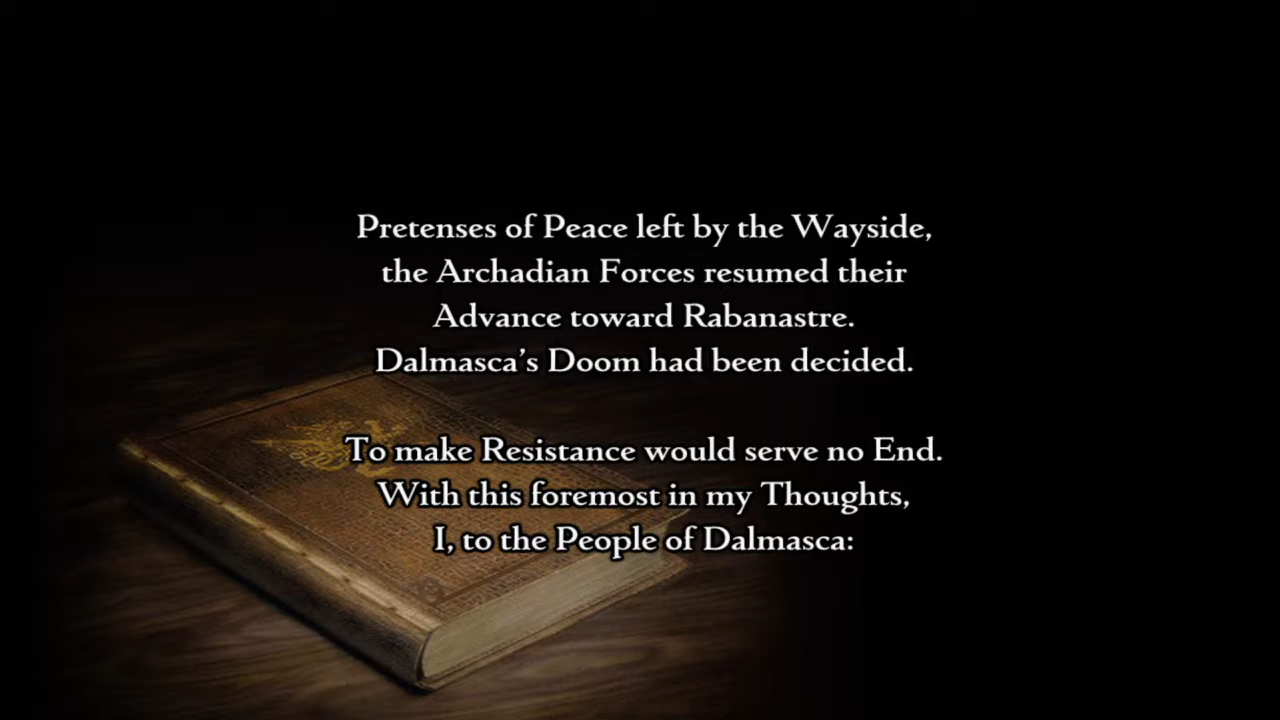 Pretenses of Peace left by the Wayside,
the Archadian Forces resumed their
Advance toward Rabanastre.
Dalmasca's Doom had been decided.
To make Resistance would serve no End.
With this foremost in my Thoughts,
I, to the People of Dalmasca: